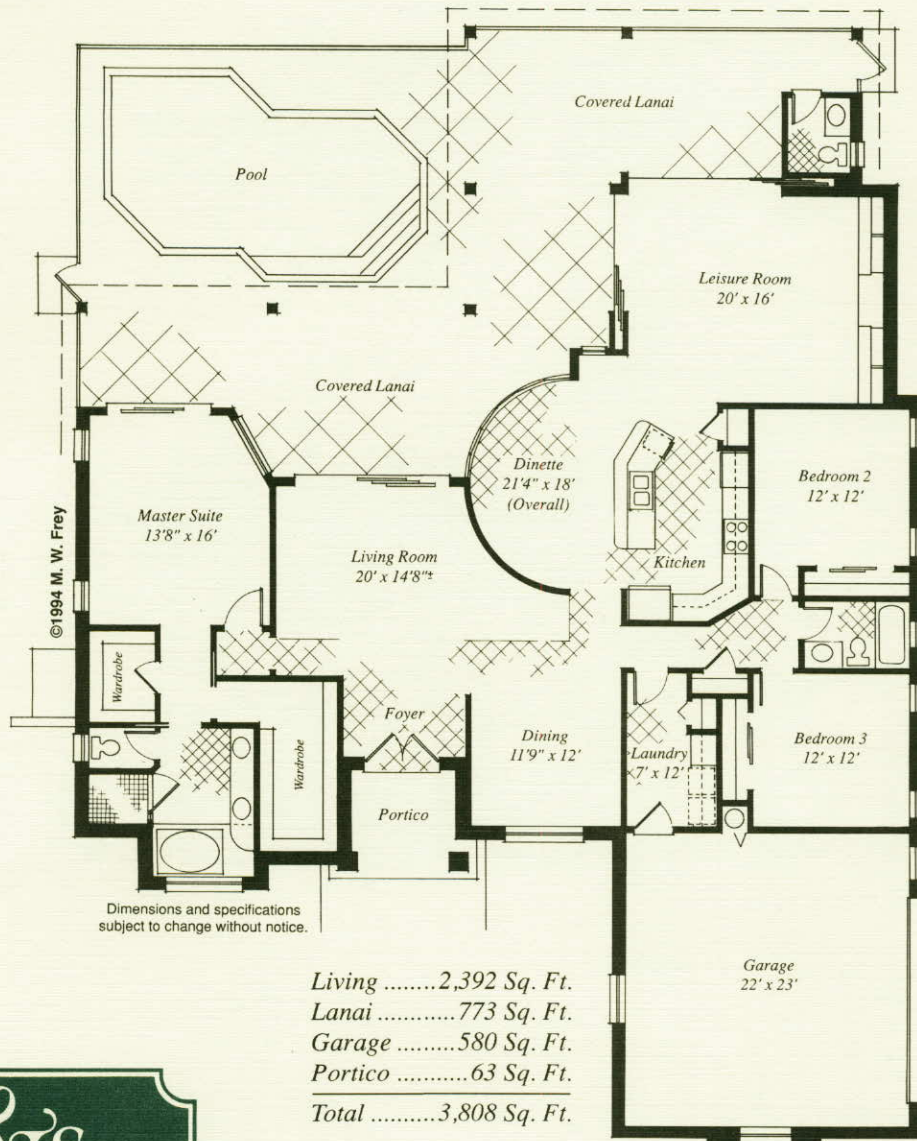 Covered Lanai
Pool
Leisure Room
20' x 16'
Covered Lanai
Dinette
21'4" x 18'
(Overall)
Bedroom 2
12' x 12'
Master Suite
13'8" x 16'
Living Room
20' x 14'8"±
Kitchen
©1994 M. W. Frey
Wardrobe
Wardrobe
Foyer
Dining
11'9" x 12'
Laundry
7' x 12'
Bedroom 3
12' x 12'
Portico
Dimensions and specifications
subject to change without notice.
Garage
22' x 23'
Living ........2,392 Sq. Ft.
Lanai ...........773 Sq. Ft.
Garage .........580 Sq. Ft.
Portico ...........63 Sq. Ft.
Total ..........3,808 Sq. Ft.